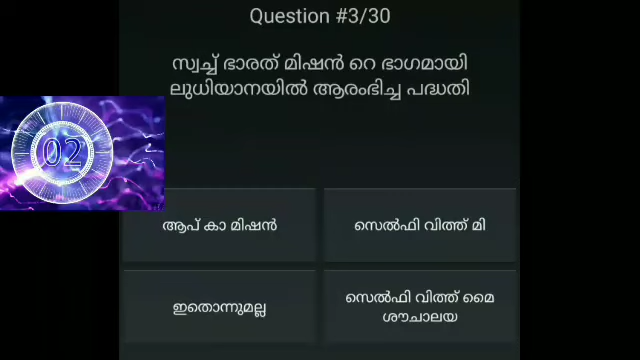 Question #3/30
സ്വച്ച് ഭാരത് മിഷൻ റെ ഭാഗമായി
ലുധിയാനയിൽ ആരംഭിച്ച പദ്ധതി
02
ആപ് കാ മിഷൻ
സെൽഫി വിത്ത് മി
ഇതൊന്നുമല്ല
സെൽഫി വിത്ത് മൈ
ശൗചാലയ